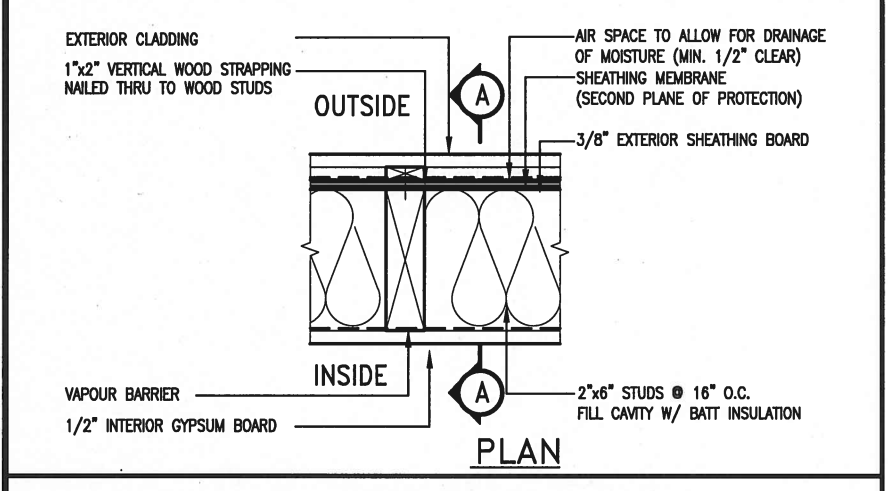 EXTERIOR CLADDING
1"x2" VERTICAL WOOD STRAPPING
NAILED THRU TO WOOD STUDS
OUTSIDE
A
AIR SPACE TO ALLOW FOR DRAINAGE
OF MOISTURE (MIN. 1/2" CLEAR)
SHEATHING MEMBRANE
(SECOND PLANE OF PROTECTION)
3/8" EXTERIOR SHEATHING BOARD
INSIDE
VAPOUR BARRIER
1/2" INTERIOR GYPSUM BOARD
A
2"x6" STUDS @ 16" O.C.
FILL CAVITY W/ BATT INSULATION
PLAN